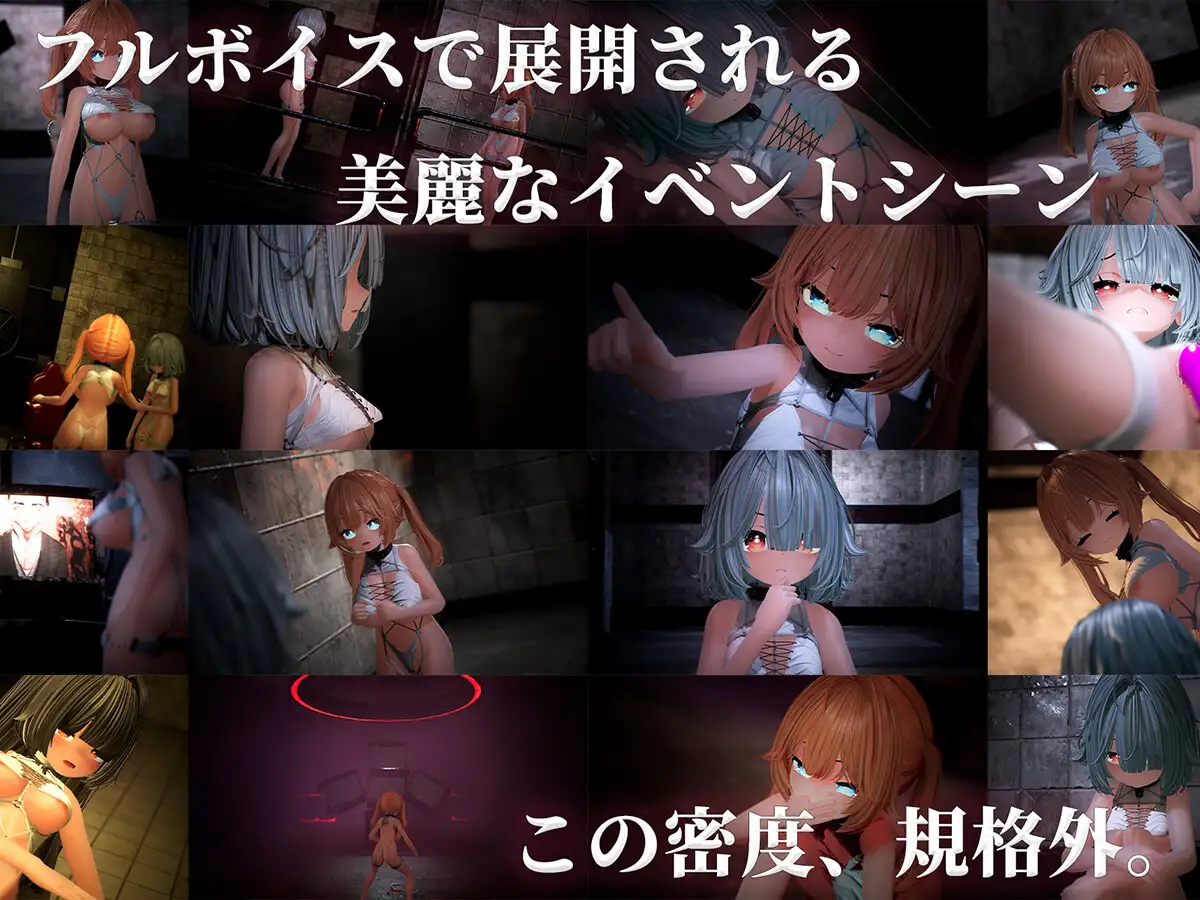 フルボイスで展開される
美麗なイベントシーン
この密度、規格外。